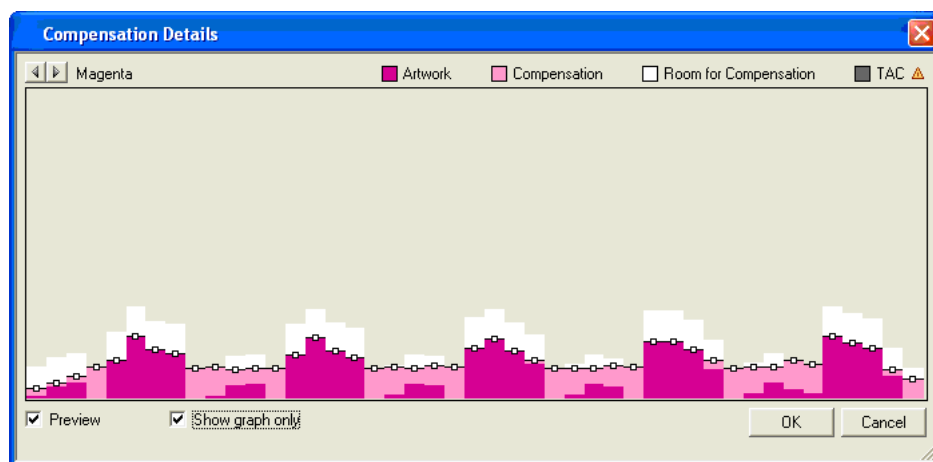 Compensation Details
Magenta Artwork Compensation Room for Compensation TAC
Preview Show graph only OK Cancel